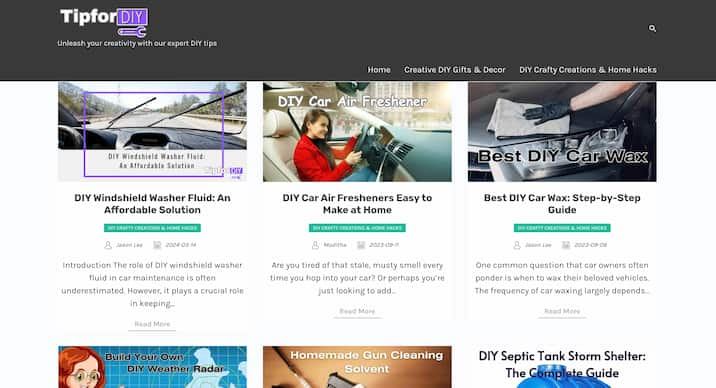 Tipfor DIY
Unleash your creativity with our expert DIY tips
Home Creative DIY Gifts & Decor DIY Crafty Creations & Home Hacks
DIY Windshield Washer Fluid:
An Affordable Solution
Tipfor DIY
DIY Car Air Freshener
Best DIY Car Wax
DIY Windshield Washer Fluid: An
Affordable Solution
DIY CRAFTY CREATIONS & HOME HACKS
Jason Lee 2024-03-14
Introduction The role of DIY windshield washer
fluid in car maintenance is often
underestimated. However, it plays a crucial role
in keeping...
Read More
DIY Car Air Fresheners Easy to
Make at Home
DIY CRAFTY CREATIONS & HOME HACKS
2023-09-11
Are you tired of that stale, musty smell every
time you hop into your car? Or perhaps you're
just looking to add...
Read More
Best DIY Car Wax: Step-by-Step
Guide
DIY CRAFTY CREATIONS & HOME HACKS
Jason Lee 2023-09-08
One common question that car owners often
ponder is when to wax their beloved vehicles.
The frequency of car waxing largely depends...
Read More
Build Your Own
DIY Weather Radar
Homemade Gun Cleaning
Solvent
DIY Septic Tank Storm Shelter:
The Complete Guide